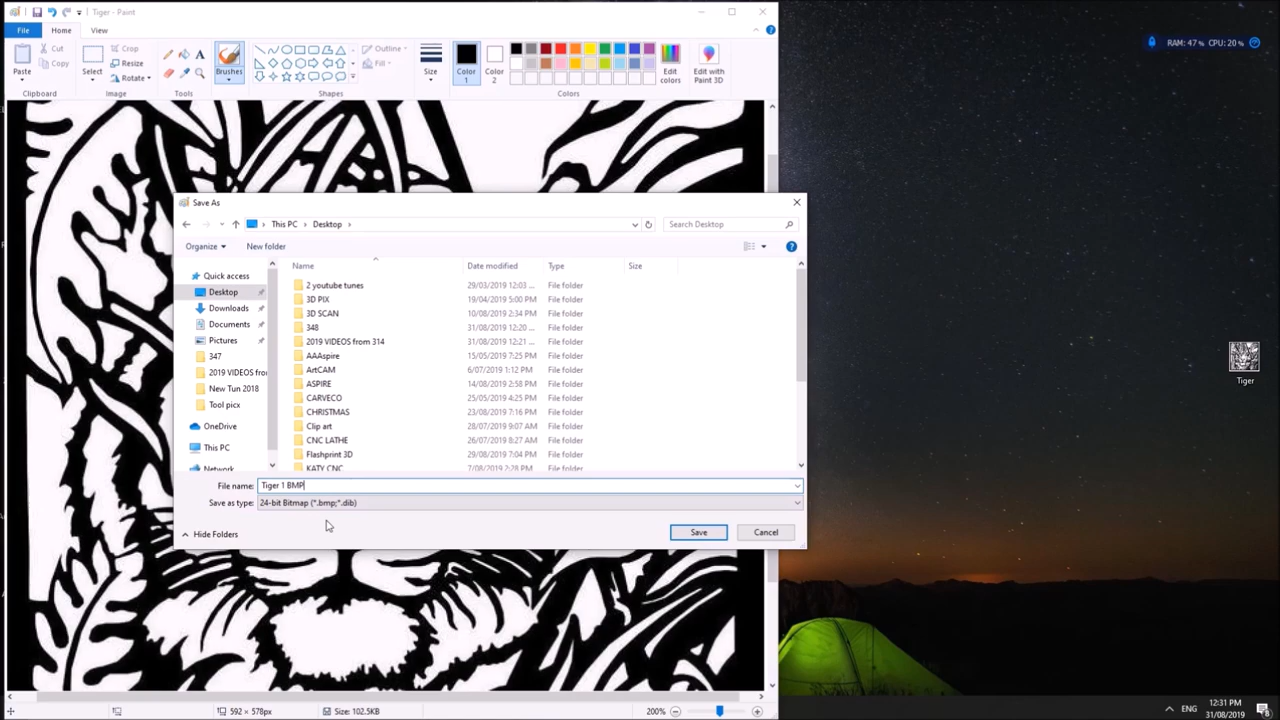 Tiger - Paint
File Home View
Paste
Cut
Copy
Clipboard
Select
Crop
Resize
Rotate
Image
Tools
Brushes
Shapes
Outline
Fill
Size
Color 1
Color 2
Colors
Edit colors
Edit with Paint 3D
RAM: 47 % CPU: 20 %
Save As
This PC Desktop
Search Desktop
Organize New folder
Name Date modified Type Size
Quick access
Desktop
Downloads
Documents
Pictures
347
2019 VIDEOS fro
New Tun 2018
Tool picx
OneDrive
This PC
Network
2 youtube tunes 29/03/2019 12:03 ... File folder
3D PIX 19/04/2019 5:00 PM File folder
3D SCAN 10/08/2019 2:34 PM File folder
348 31/08/2019 12:20 ... File folder
2019 VIDEOS from 314 31/08/2019 12:21 ... File folder
AAAspire 15/05/2019 7:25 PM File folder
ArtCAM 6/07/2019 1:12 PM File folder
ASPIRE 14/08/2019 2:58 PM File folder
CARVECO 25/05/2019 4:25 PM File folder
CHRISTMAS 23/08/2019 7:16 PM File folder
Clip art 28/07/2019 9:07 AM File folder
CNC LATHE 26/07/2019 8:27 AM File folder
Flashprint 3D 29/08/2019 7:04 PM File folder
KATY CNC 7/08/2019 2:28 PM File folder
File name: Tiger 1 BMP
Save as type: 24-bit Bitmap (*.bmp;*.dib)
Hide Folders
Save Cancel
Tiger
592 × 578px
Size: 102.5KB
200%
ENG
12:31 PM
31/08/2019